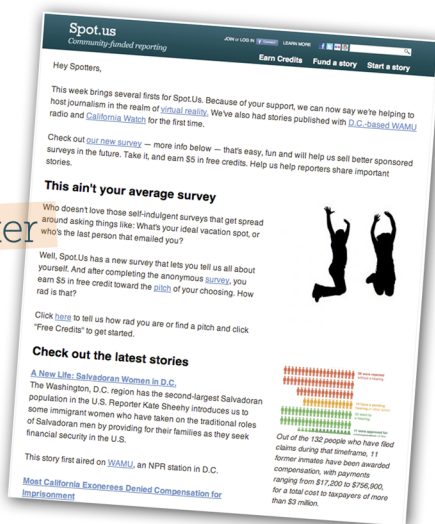 Spot.us
Community-funded reporting
JOIN or LOG IN
LEARN MORE
Earn Credits Fund a story Start a story
Hey Spotters,
This week brings several firsts for Spot.Us. Because of your support, we can now say we're helping to
host journalism in the realm of virtual reality. We've also had stories published with D.C.-based WAMU
radio and California Watch for the first time.
Check out our new survey — more info below — that's easy, fun and will help us sell better sponsored
surveys in the future. Take it, and earn $5 in free credits. Help us help reporters share important
stories.
This ain't your average survey
Who doesn't love those self-indulgent surveys that get spread
around asking things like: What's your ideal vacation spot, or
who's the last person that emailed you?
Well, Spot.Us has a new survey that lets you tell us all about
yourself. And after completing the anonymous survey, you
earn $5 in free credit toward the pitch of your choosing. How
rad is that?
Click here to tell us how rad you are or find a pitch and click
"Free Credits" to get started.
Check out the latest stories
A New Life: Salvadoran Women in D.C.
The Washington, D.C. region has the second-largest Salvadoran
population in the U.S. Reporter Kate Sheehy introduces us to
some immigrant women who have taken on the traditional roles
of Salvadoran men by providing for their families as they seek
financial security in the U.S.
This story first aired on WAMU, an NPR station in D.C.
Most California Exonerees Denied Compensation for
Imprisonment
Out of the 132 people who have filed
claims during that timeframe, 11
former inmates have been awarded
compensation, with payments
ranging from $17,200 to $756,900,
for a total cost to taxpayers of more
than $3 million.